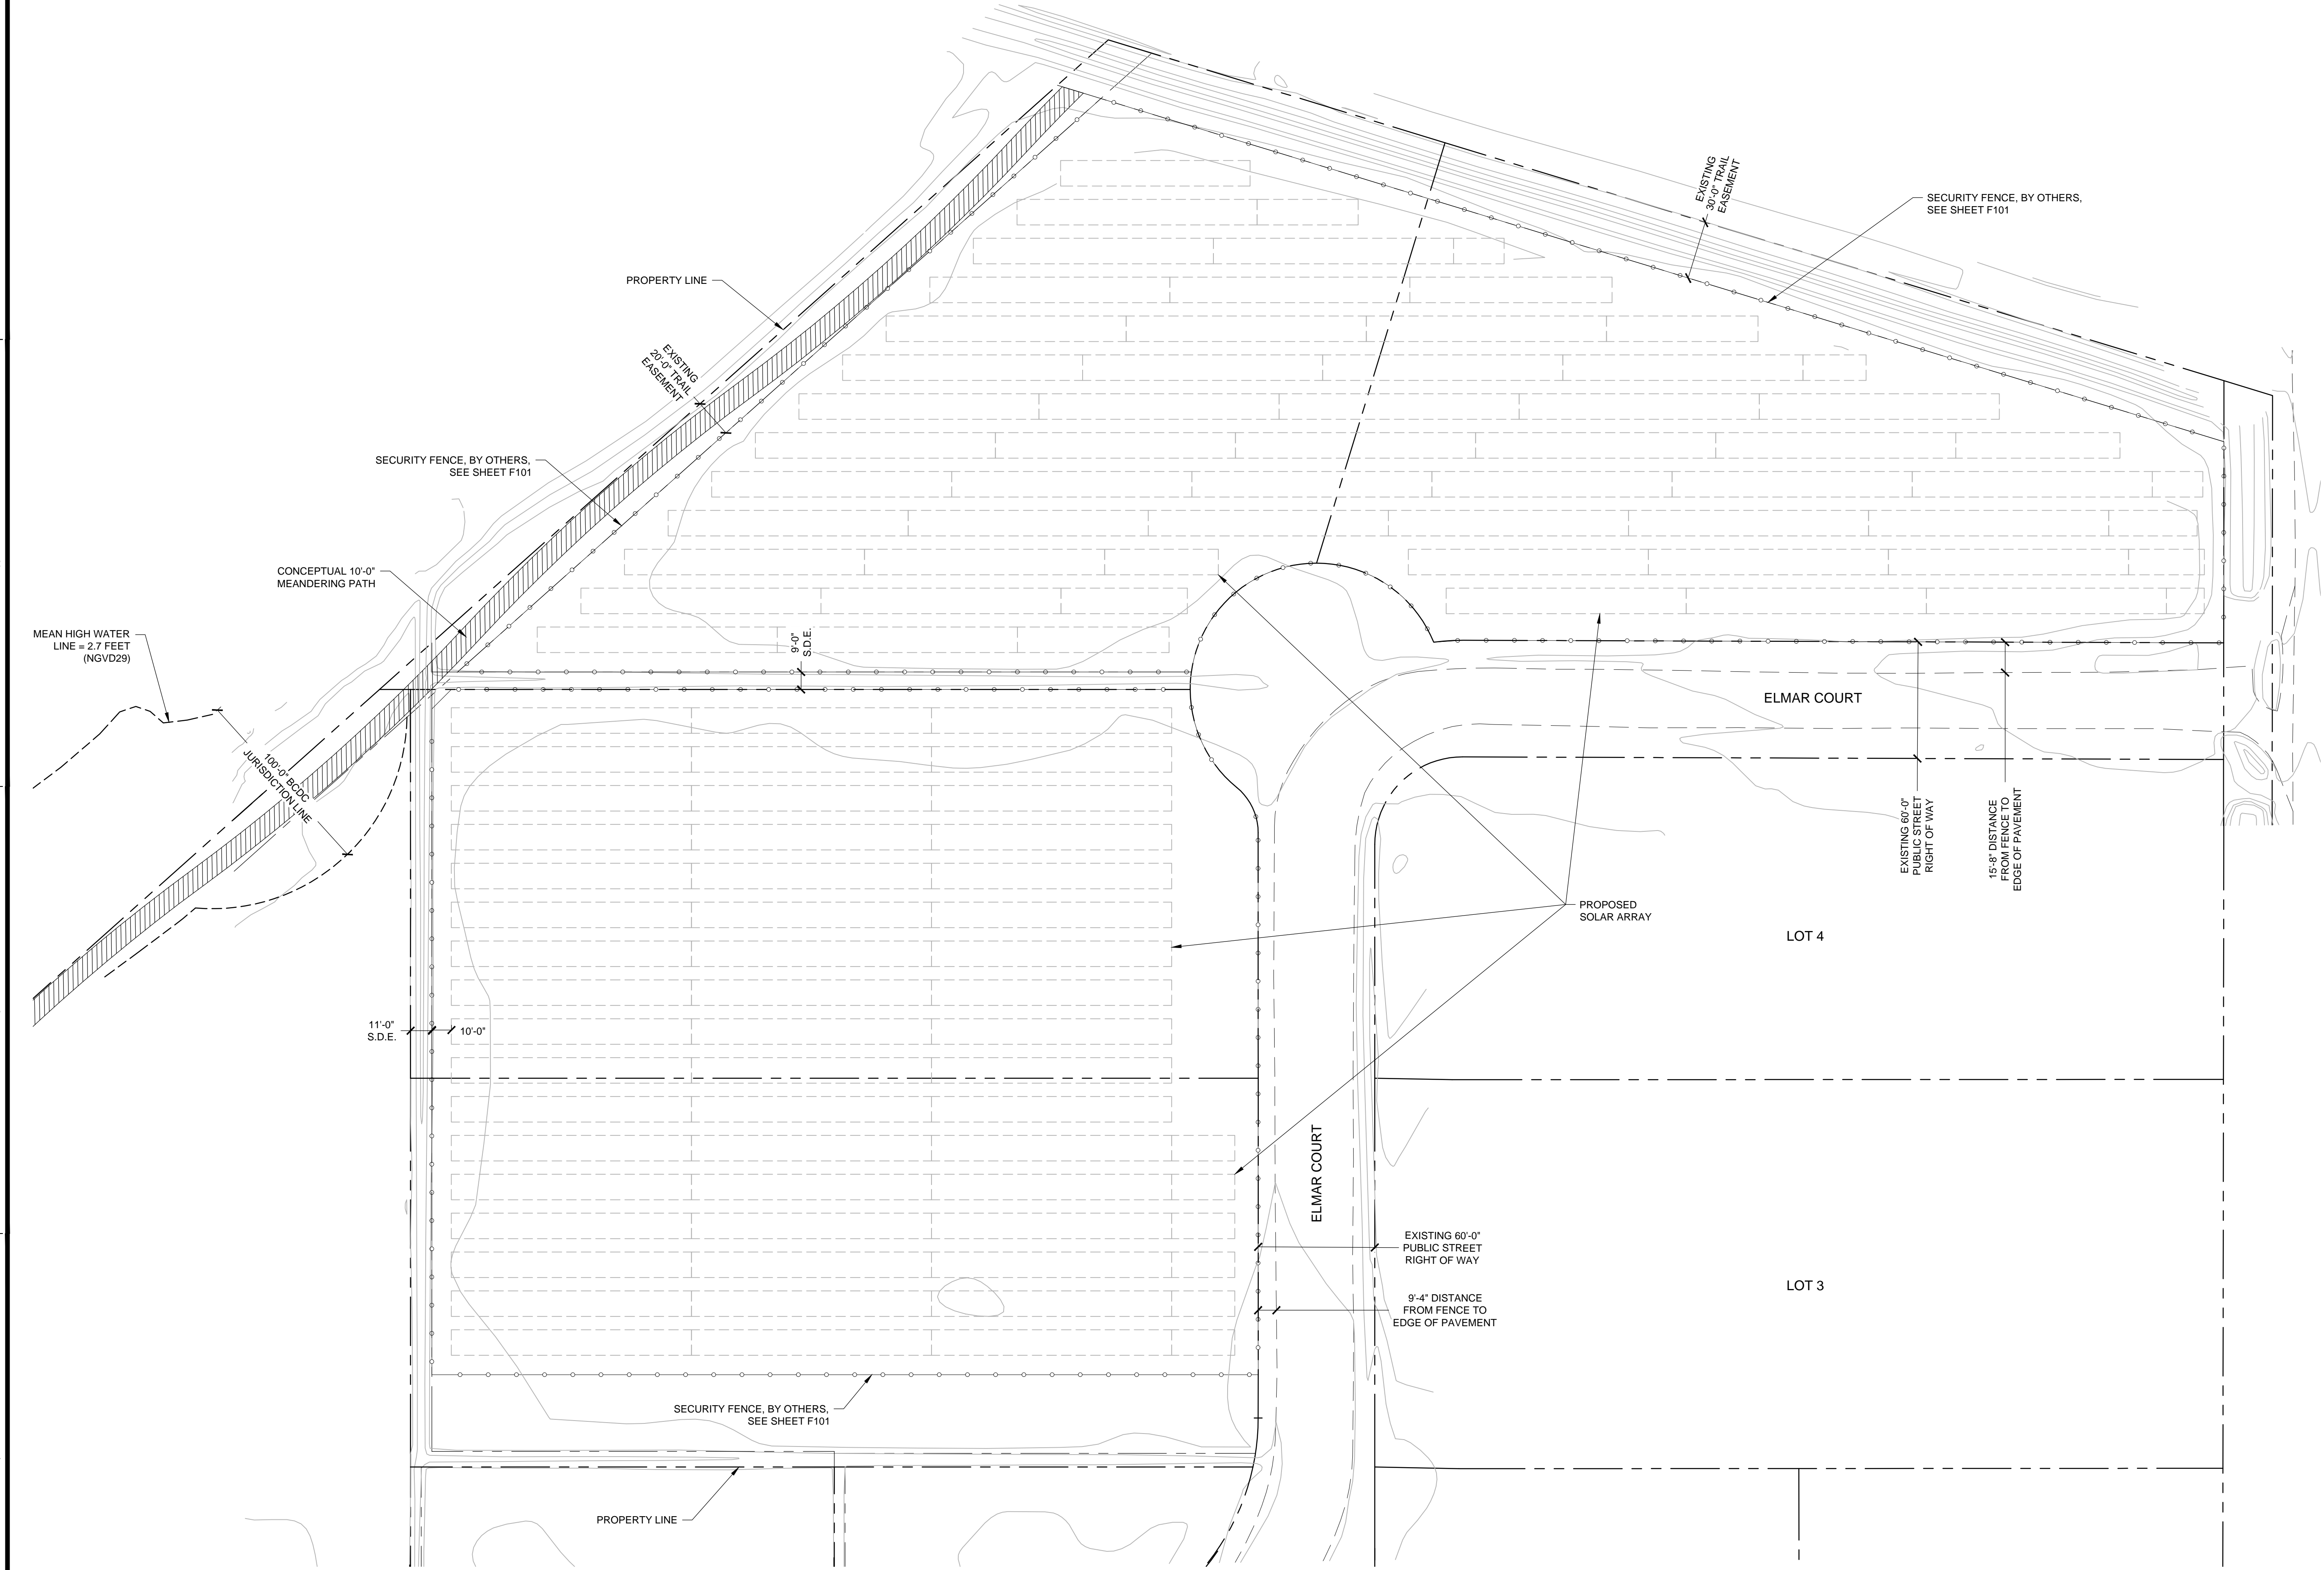 EXISTING
30'-0" TRAIL
EASEMENT
SECURITY FENCE, BY OTHERS,
SEE SHEET F101
PROPERTY LINE
EXISTING
20'-0" TRAIL
EASEMENT
SECURITY FENCE, BY OTHERS,
SEE SHEET F101
CONCEPTUAL 10'-0"
MEANDERING PATH
MEAN HIGH WATER
LINE = 2.7 FEET
(NGVD29)
9'-0"
S.D.E.
ELMAR COURT
100'-0" BCDC
JURISDICTION LINE
EXISTING 60'-0"
PUBLIC STREET
RIGHT OF WAY
15'-8" DISTANCE
FROM FENCE TO
EDGE OF PAVEMENT
PROPOSED
SOLAR ARRAY
LOT 4
11'-0"
S.D.E.
10'-0"
ELMAR COURT
EXISTING 60'-0"
PUBLIC STREET
RIGHT OF WAY
LOT 3
9'-4" DISTANCE
FROM FENCE TO
EDGE OF PAVEMENT
SECURITY FENCE, BY OTHERS,
SEE SHEET F101
PROPERTY LINE